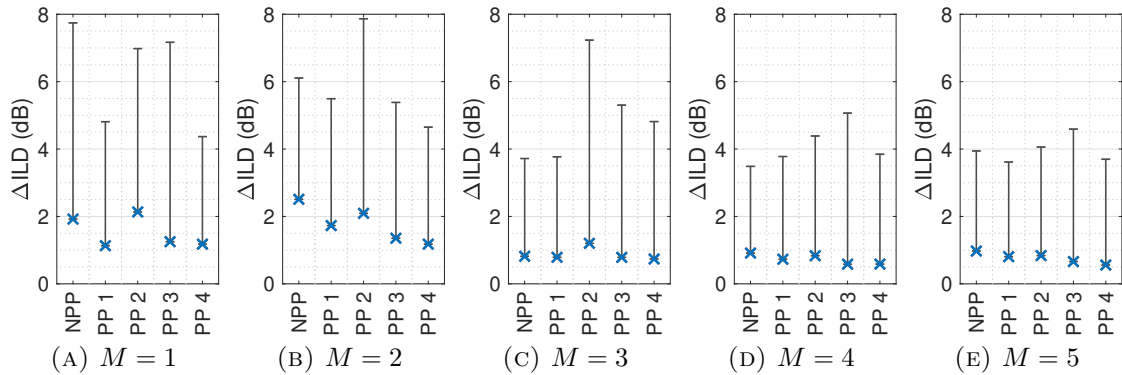 ΔILD (dB)
8
6
4
2
0
NPP
PP 1
PP 2
PP 3
PP 4
(A) M = 1
ΔILD (dB)
8
6
4
2
0
NPP
PP 1
PP 2
PP 3
PP 4
(B) M = 2
ΔILD (dB)
8
6
4
2
0
NPP
PP 1
PP 2
PP 3
PP 4
(C) M = 3
ΔILD (dB)
8
6
4
2
0
NPP
PP 1
PP 2
PP 3
PP 4
(D) M = 4
ΔILD (dB)
8
6
4
2
0
NPP
PP 1
PP 2
PP 3
PP 4
(E) M = 5